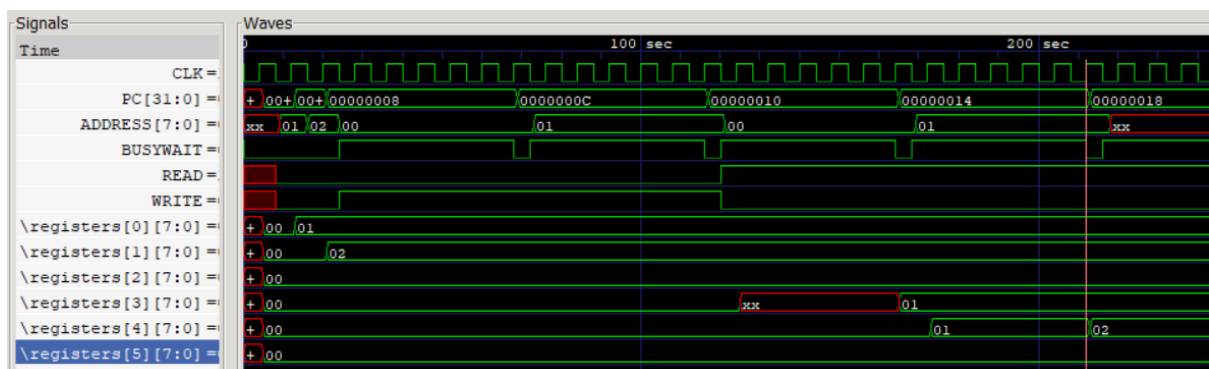 Signals
Waves
Time
0 100 sec 200 sec
CLK =
PC[31:0] = + 00+ 00+ 00000008 0000000C 00000010 00000014 00000018
ADDRESS[7:0] = xx 01 02 00 01 00 01 xx
BUSYWAIT =
READ =
WRITE =
\registers[0][7:0] = + 00 01
\registers[1][7:0] = + 00 02
\registers[2][7:0] = + 00
\registers[3][7:0] = + 00 xx 01
\registers[4][7:0] = + 00 01 02
\registers[5][7:0] = + 00